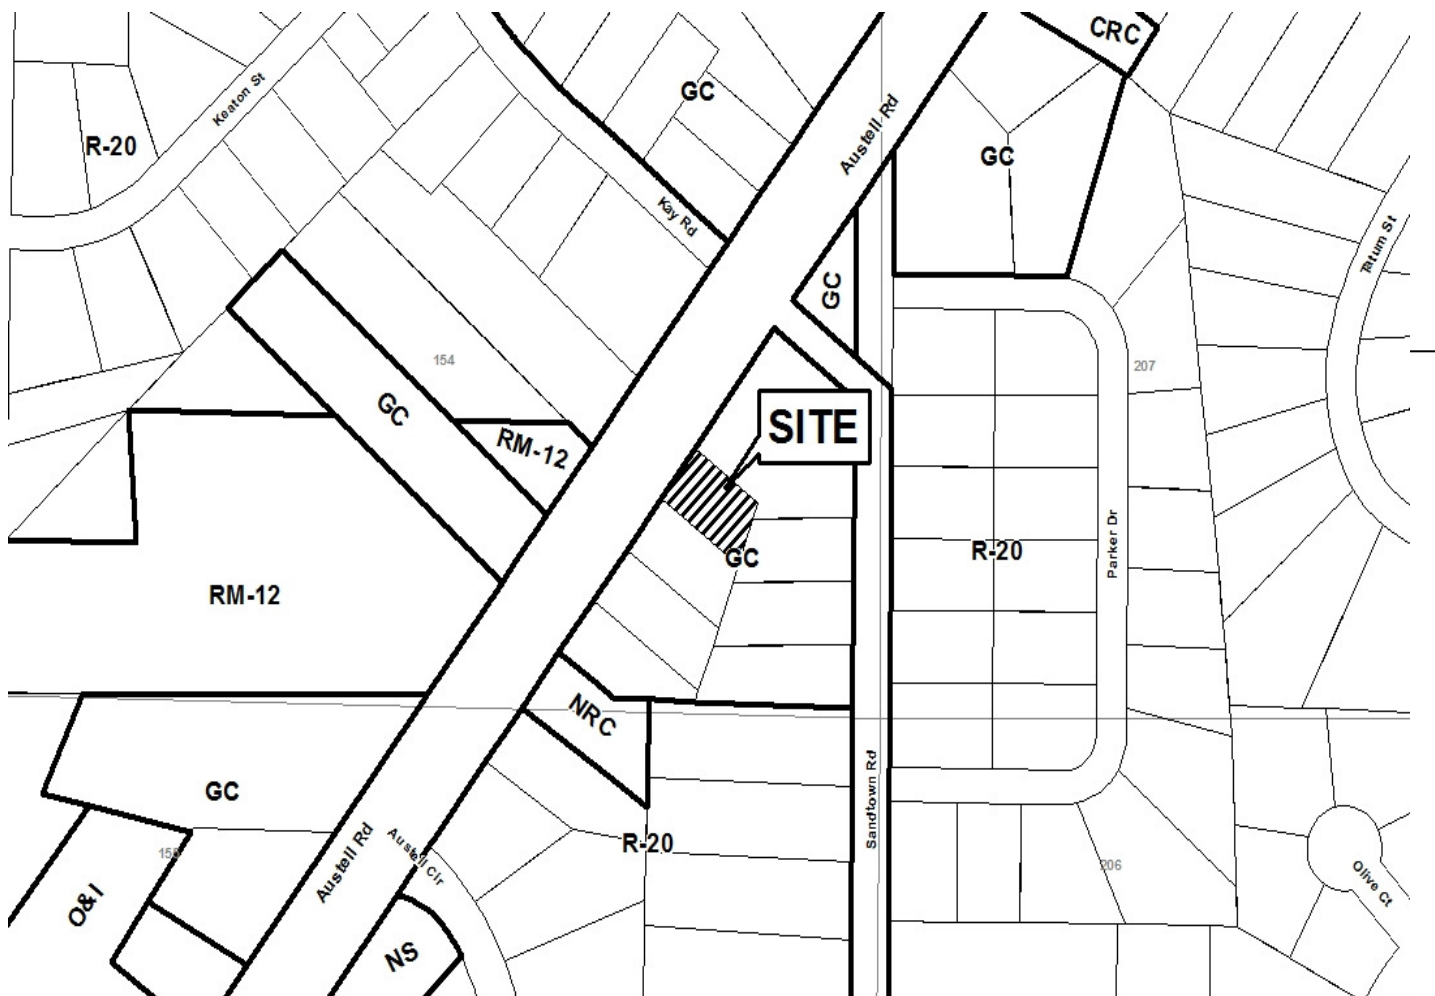 CRC
Keaton St
GC
Austell Rd
R-20
GC
Kay Rd
Tatum St
GC
154
207
GC
SITE
RM-12
GC
R-20
Parker Dr
RM-12
NRC
Sandtown Rd
GC
R-20
Austell Rd
Austell Cir
155
206
Olive Ct
O&I
NS